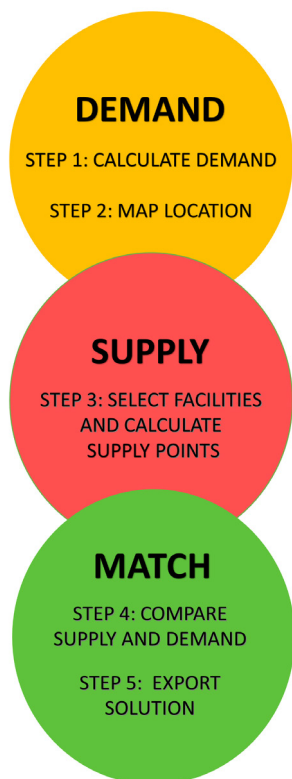 DEMAND
STEP 1: CALCULATE DEMAND
STEP 2: MAP LOCATION
SUPPLY
STEP 3: SELECT FACILITIES
AND CALCULATE
SUPPLY POINTS
MATCH
STEP 4: COMPARE
SUPPLY AND DEMAND
STEP 5: EXPORT
SOLUTION